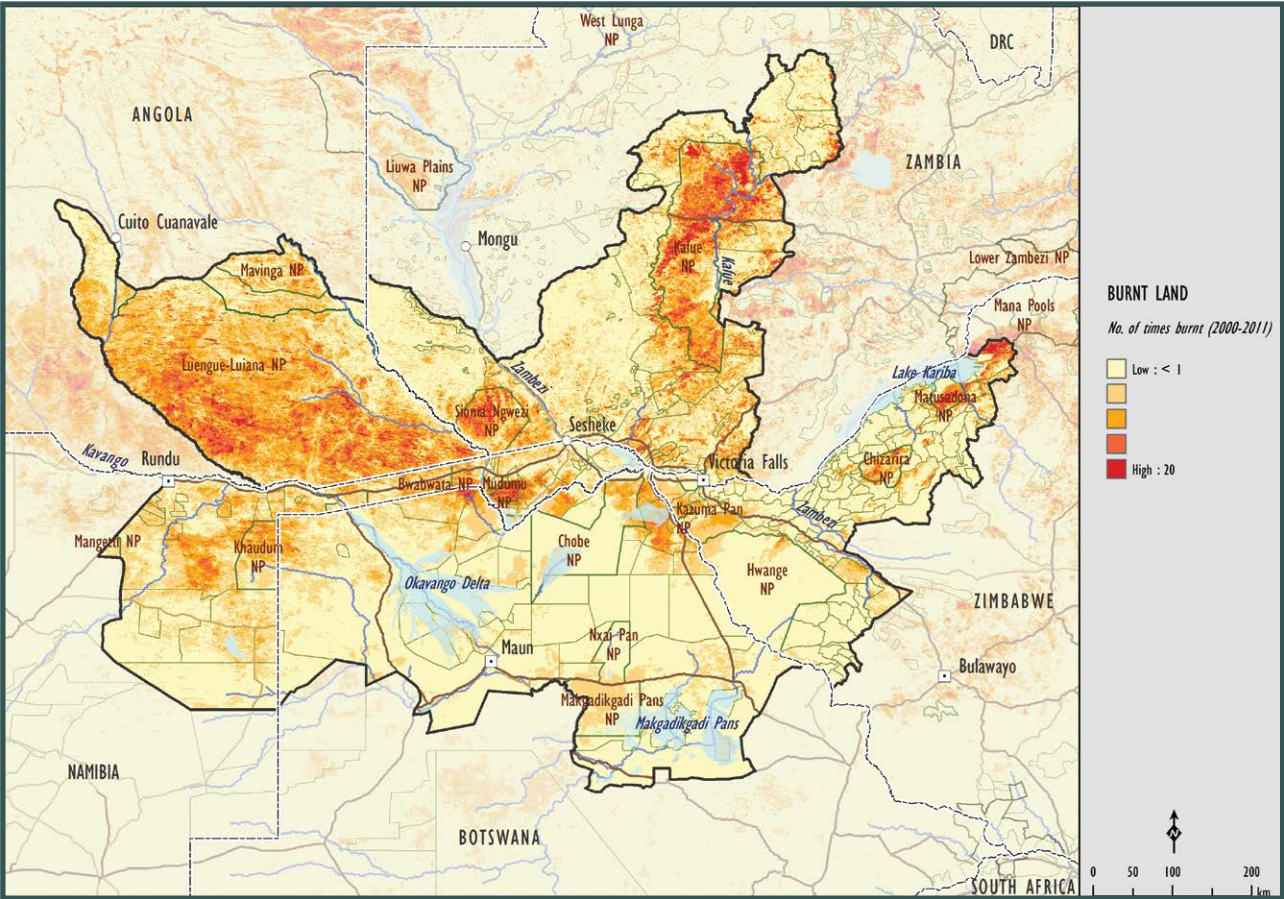 West Lunga
NP
DRC
ANGOLA
ZAMBIA
Liuwa Plains
NP
Cuito Cuanavale
Mongu
Mavinga NP
Kafue
NP
Kafue
Lower Zambezi NP
Mana Pools
NP
Luengue-Luiana NP
Zambezi
Lake Kariba
Matusadona
NP
Sioma Ngwezi
NP
Sesheke
Kavango
Rundu
Victoria Falls
Chizarira
NP
Bwabwata NP
Mudumu
NP
Kazuma Pan
NP
Zambezi
Mangetti NP
Khaudum
NP
Chobe
NP
Hwange
NP
Okavango Delta
ZIMBABWE
Nxai Pan
NP
Maun
Bulawayo
Makgadikgadi Pans
NP
Makgadikgadi Pans
NAMIBIA
BOTSWANA
SOUTH AFRICA
BURNT LAND
No. of times burnt (2000-2011)
Low : < 1
High : 20
N
0 50 100 200
km